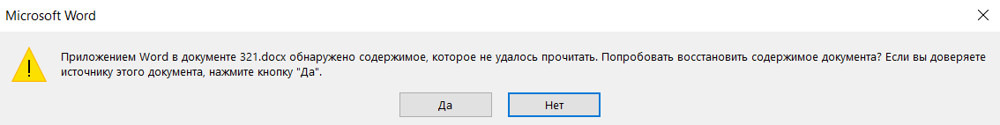 Microsoft Word
Приложением Word в документе 321.docx обнаружено содержимое, которое не удалось прочитать. Попробовать восстановить содержимое документа? Если вы доверяете
источнику этого документа, нажмите кнопку "Да".
Да
Нет